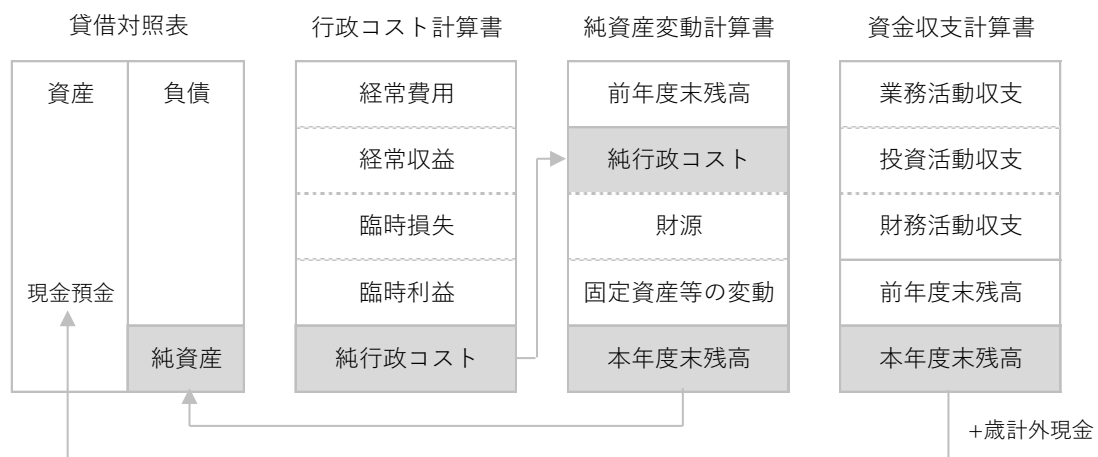 貸借対照表
行政コスト計算書
純資産変動計算書
資金収支計算書
資産
負債
現金預金
純資産
経常費用
経常収益
臨時損失
臨時利益
純行政コスト
前年度末残高
純行政コスト
財源
固定資産等の変動
本年度末残高
業務活動収支
投資活動収支
財務活動収支
前年度末残高
本年度末残高
+歳計外現金